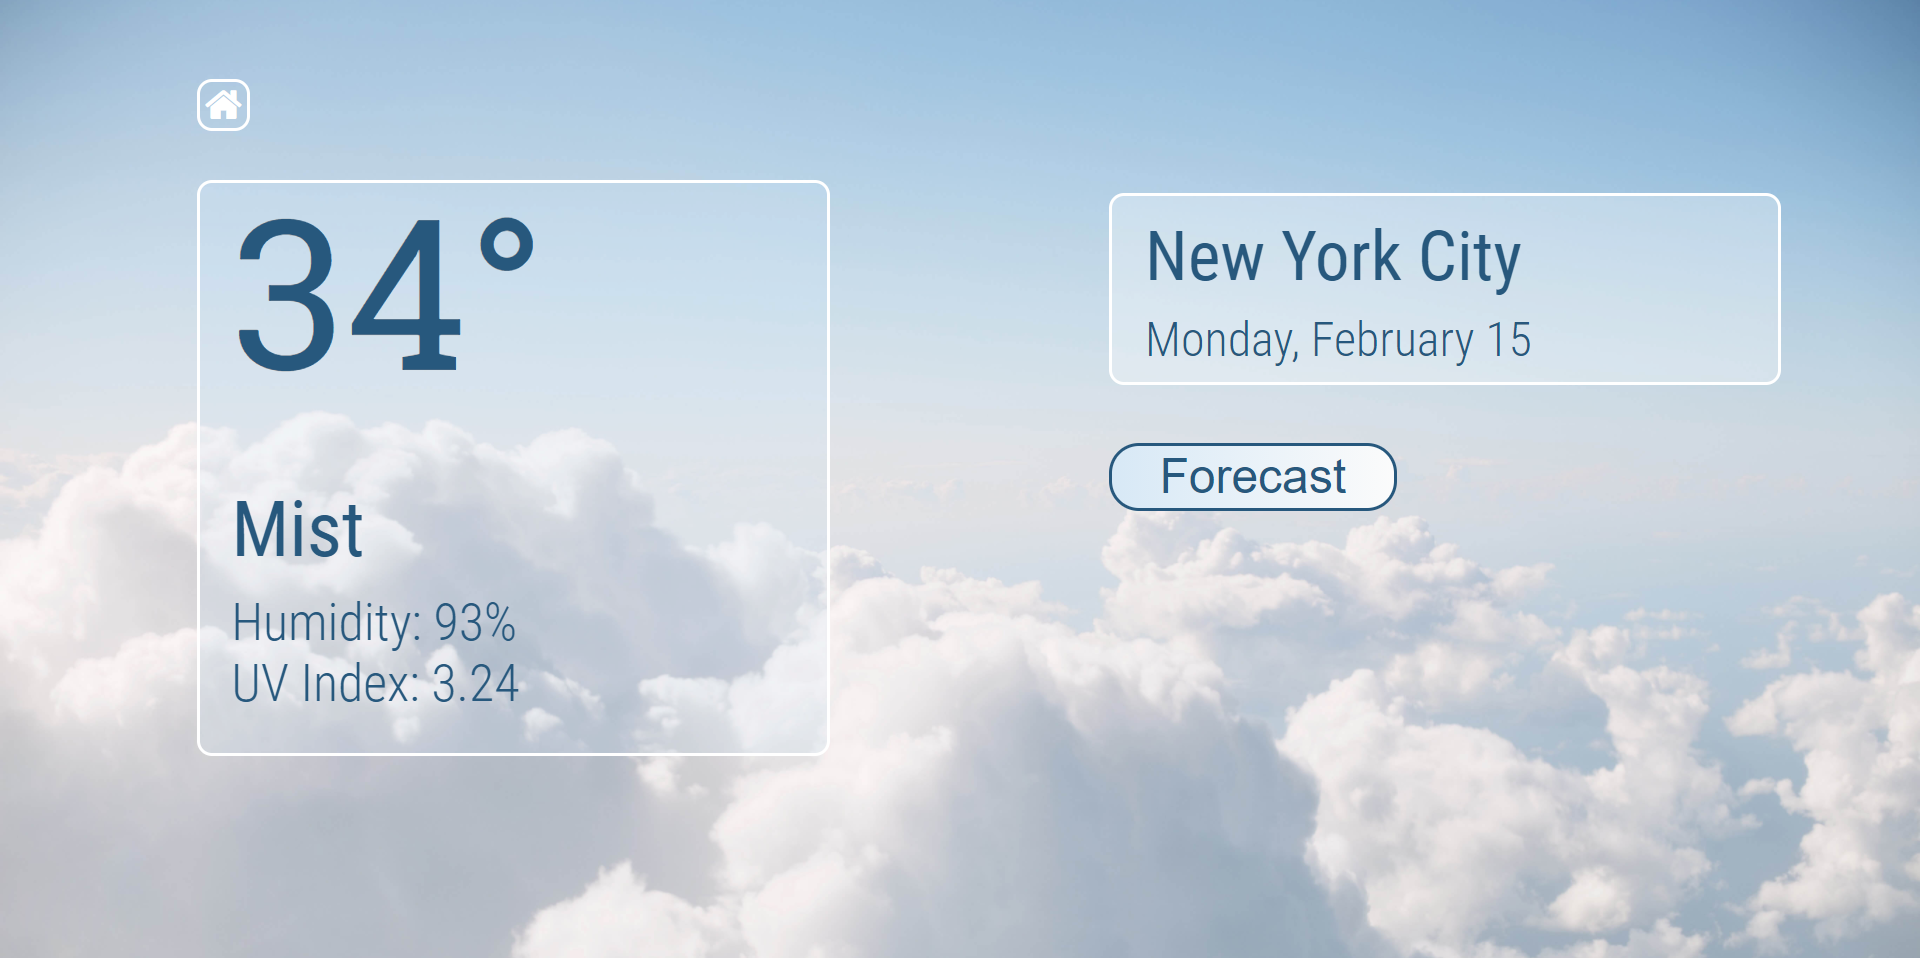 34°
Mist
Humidity: 93%
UV Index: 3.24
New York City
Monday, February 15
Forecast